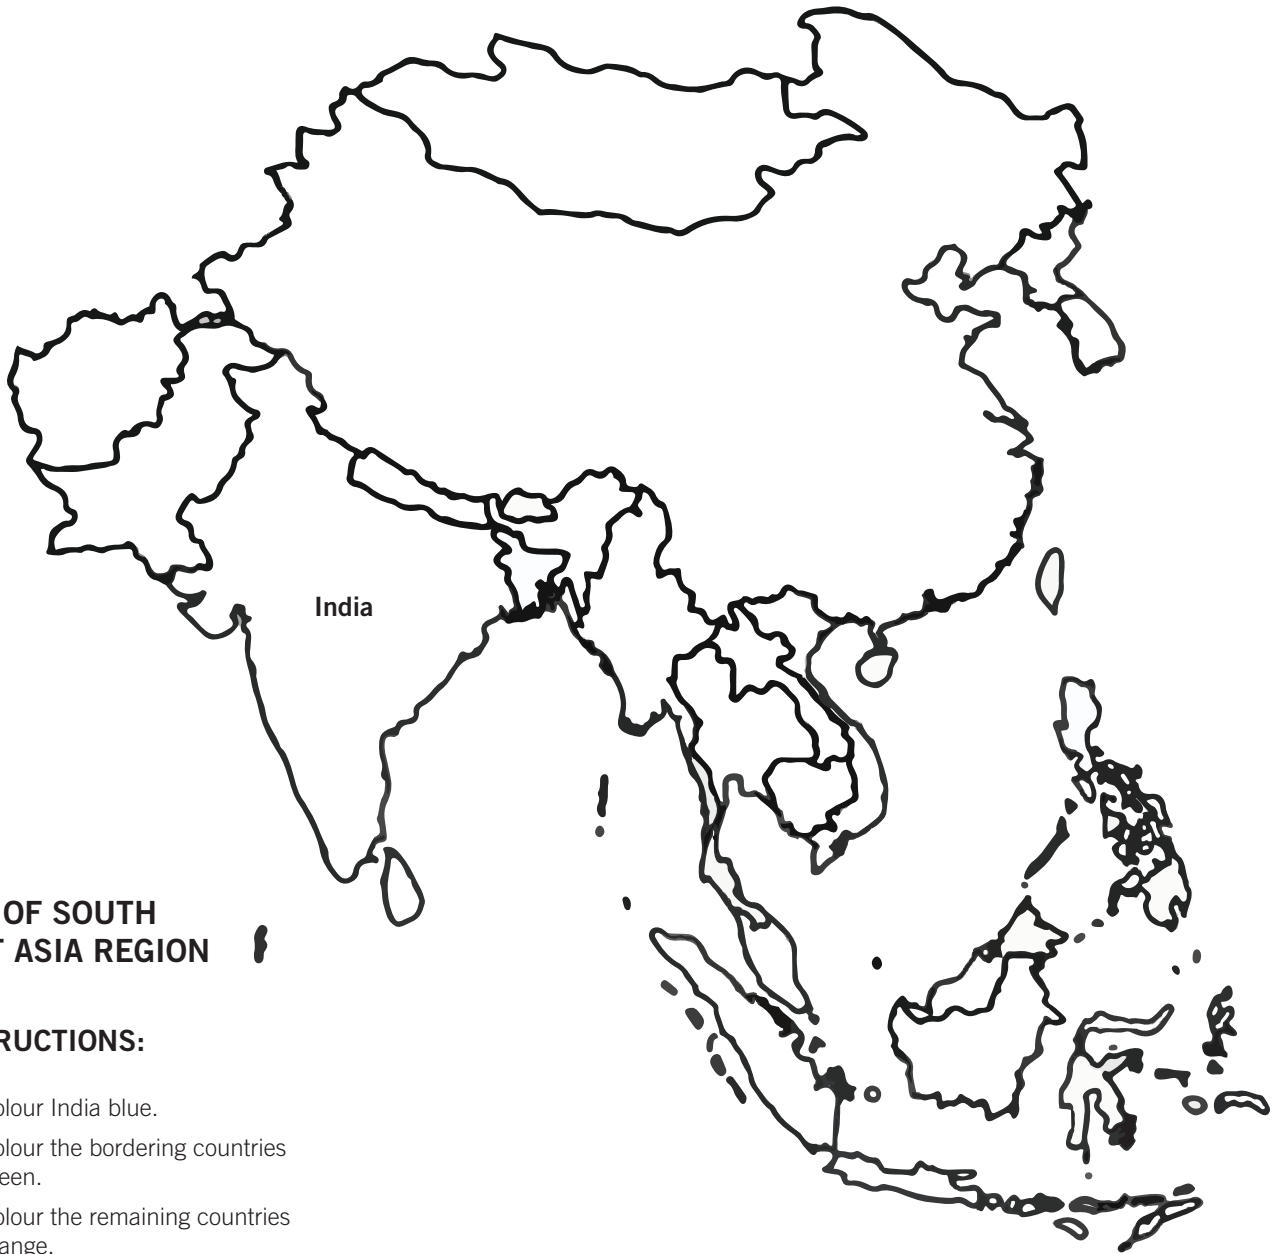 India
OF SOUTH
T ASIA REGION
RUCTIONS:
olour India blue.
olour the bordering countries
een.
olour the remaining countries
ange.